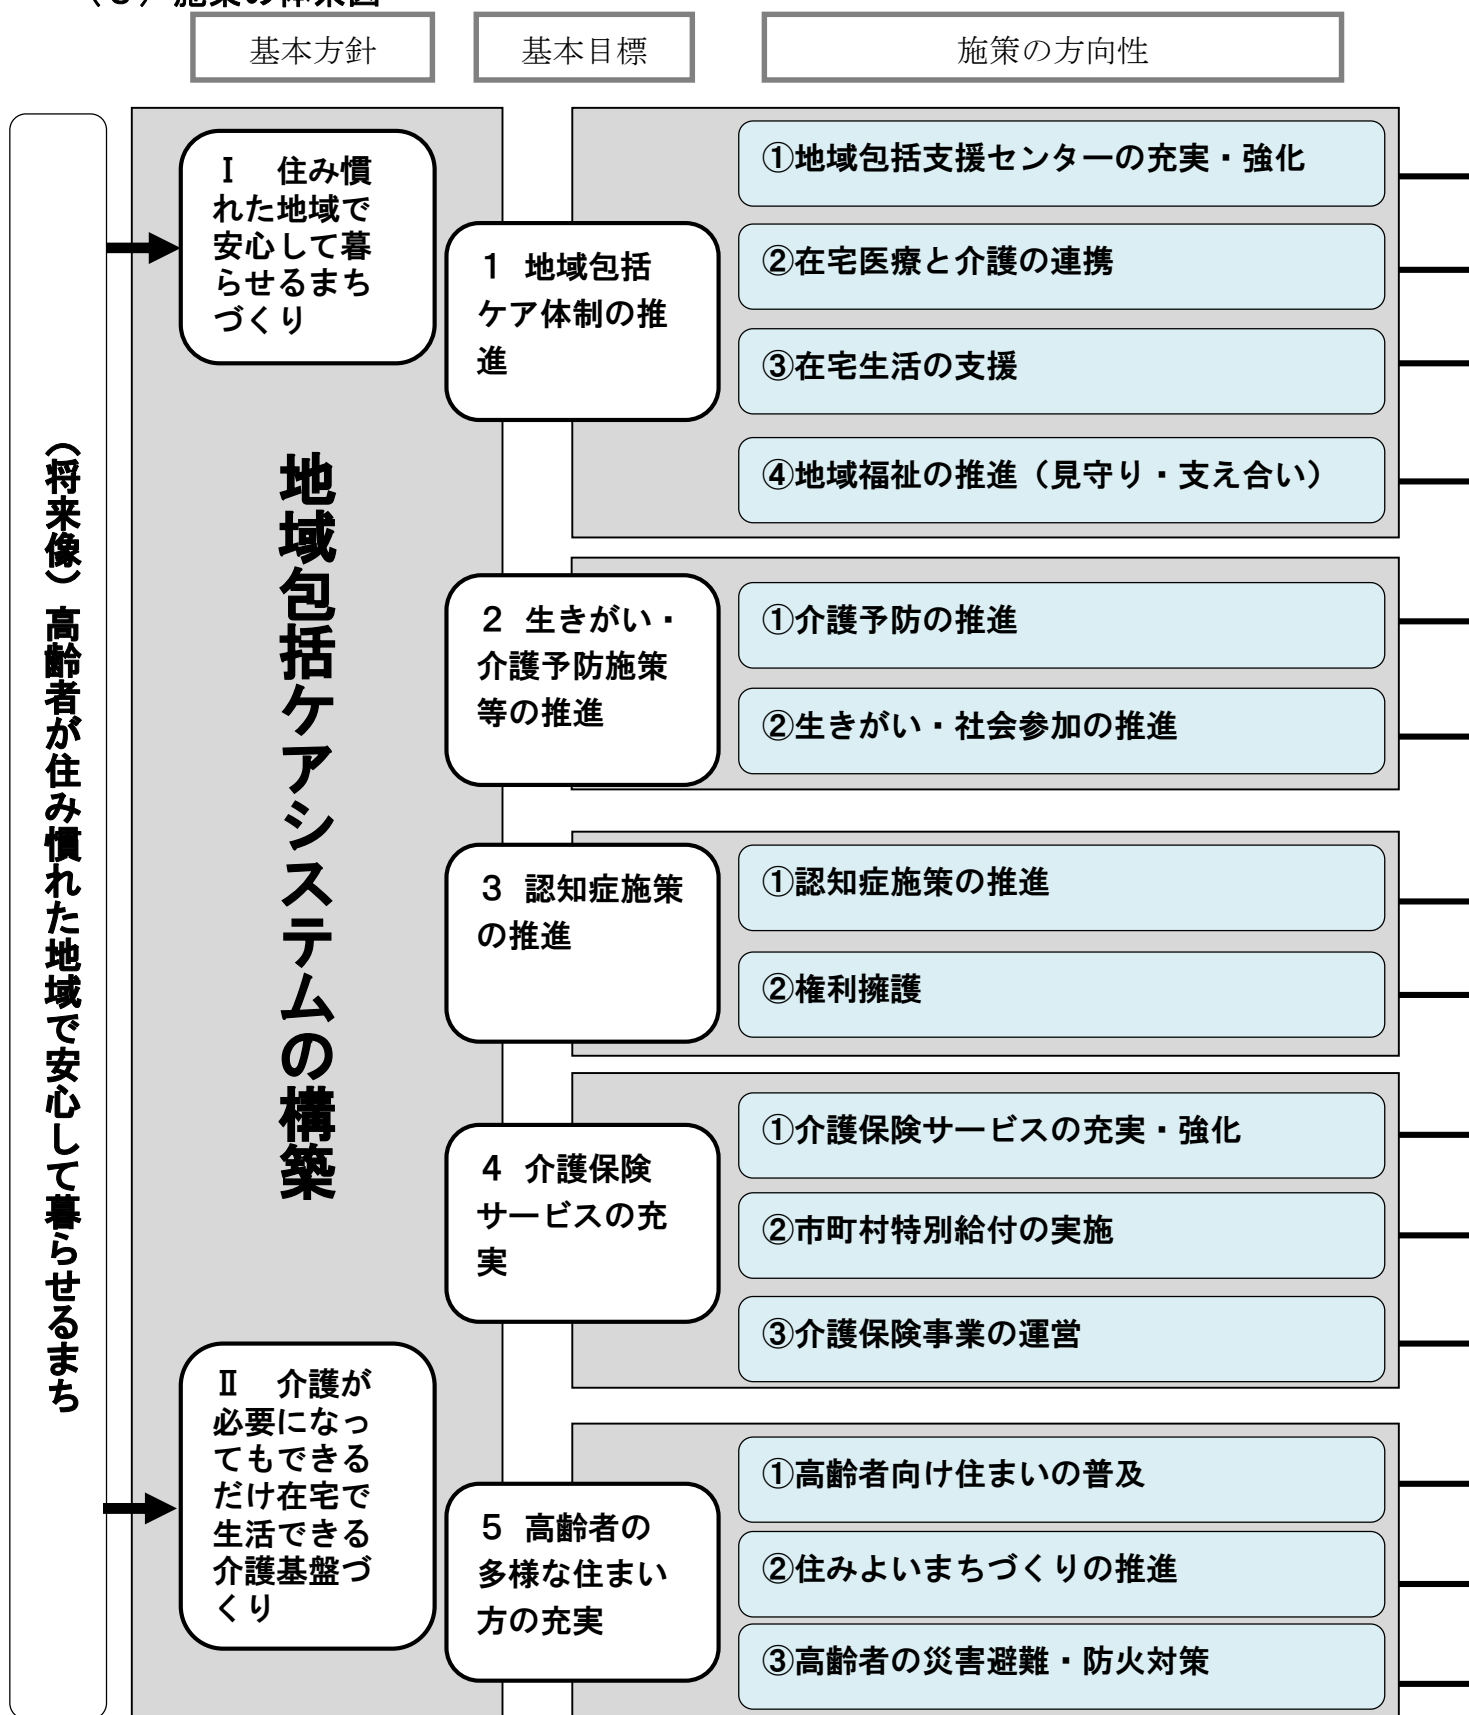 施策の体系図
基本方針
基本目標
施策の方向性
（将来像）高齢者が住み慣れた地域で安心して暮らせるまち
地域包括ケアシステムの構築
Ⅰ　住み慣
れた地域で
安心して暮
らせるまち
づくり
Ⅱ　介護が
必要になっ
てもできる
だけ在宅で
生活できる
介護基盤づ
くり
１ 地域包括
ケア体制の推
進
①地域包括支援センターの充実・強化
②在宅医療と介護の連携
③在宅生活の支援
④地域福祉の推進（見守り・支え合い）
２ 生きがい・
介護予防施策
等の推進
①介護予防の推進
②生きがい・社会参加の推進
３ 認知症施策
の推進
①認知症施策の推進
②権利擁護
４ 介護保険
サービスの充
実
①介護保険サービスの充実・強化
②市町村特別給付の実施
③介護保険事業の運営
５ 高齢者の
多様な住まい
方の充実
①高齢者向け住まいの普及
②住みよいまちづくりの推進
③高齢者の災害避難・防火対策